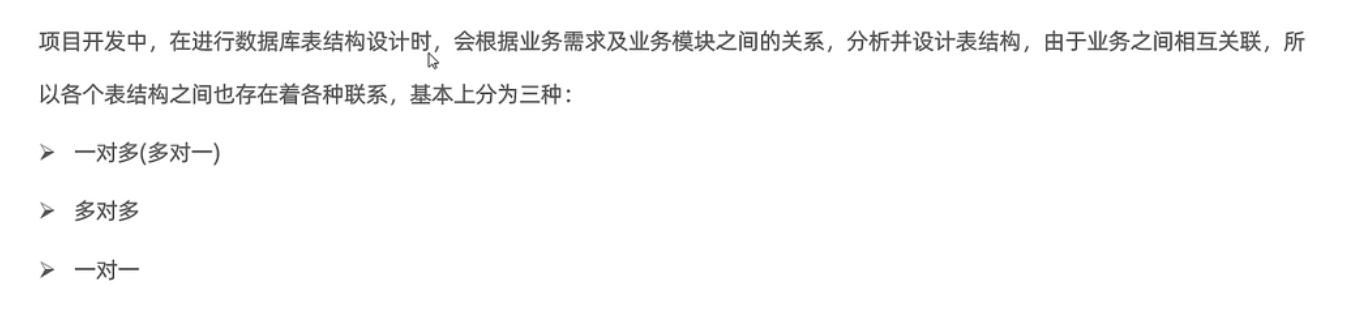 项目开发中，在进行数据库表结构设计时，会根据业务需求及业务模块之间的关系，分析并设计表结构，由于业务之间相互关联，所
以各个表结构之间也存在着各种联系，基本上分为三种：
➢ 一对多(多对一)
➢ 多对多
➢ 一对一